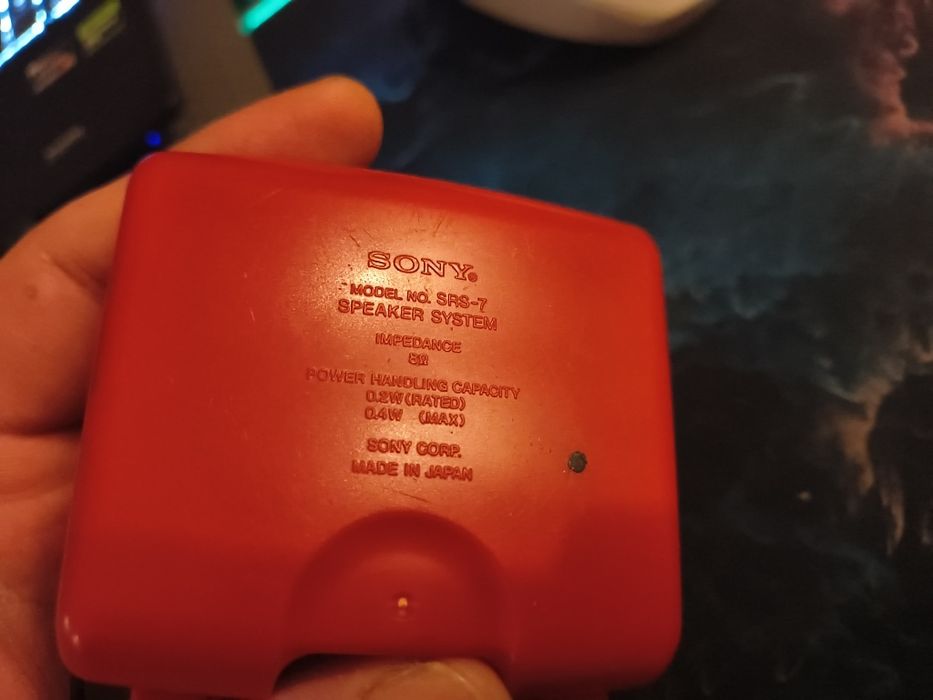 SONY®
MODEL NO. SRS-7
SPEAKER SYSTEM
IMPEDANCE
8Ω
POWER HANDLING CAPACITY
0.2W (RATED)
0.4W (MAX)
SONY CORP.
MADE IN JAPAN